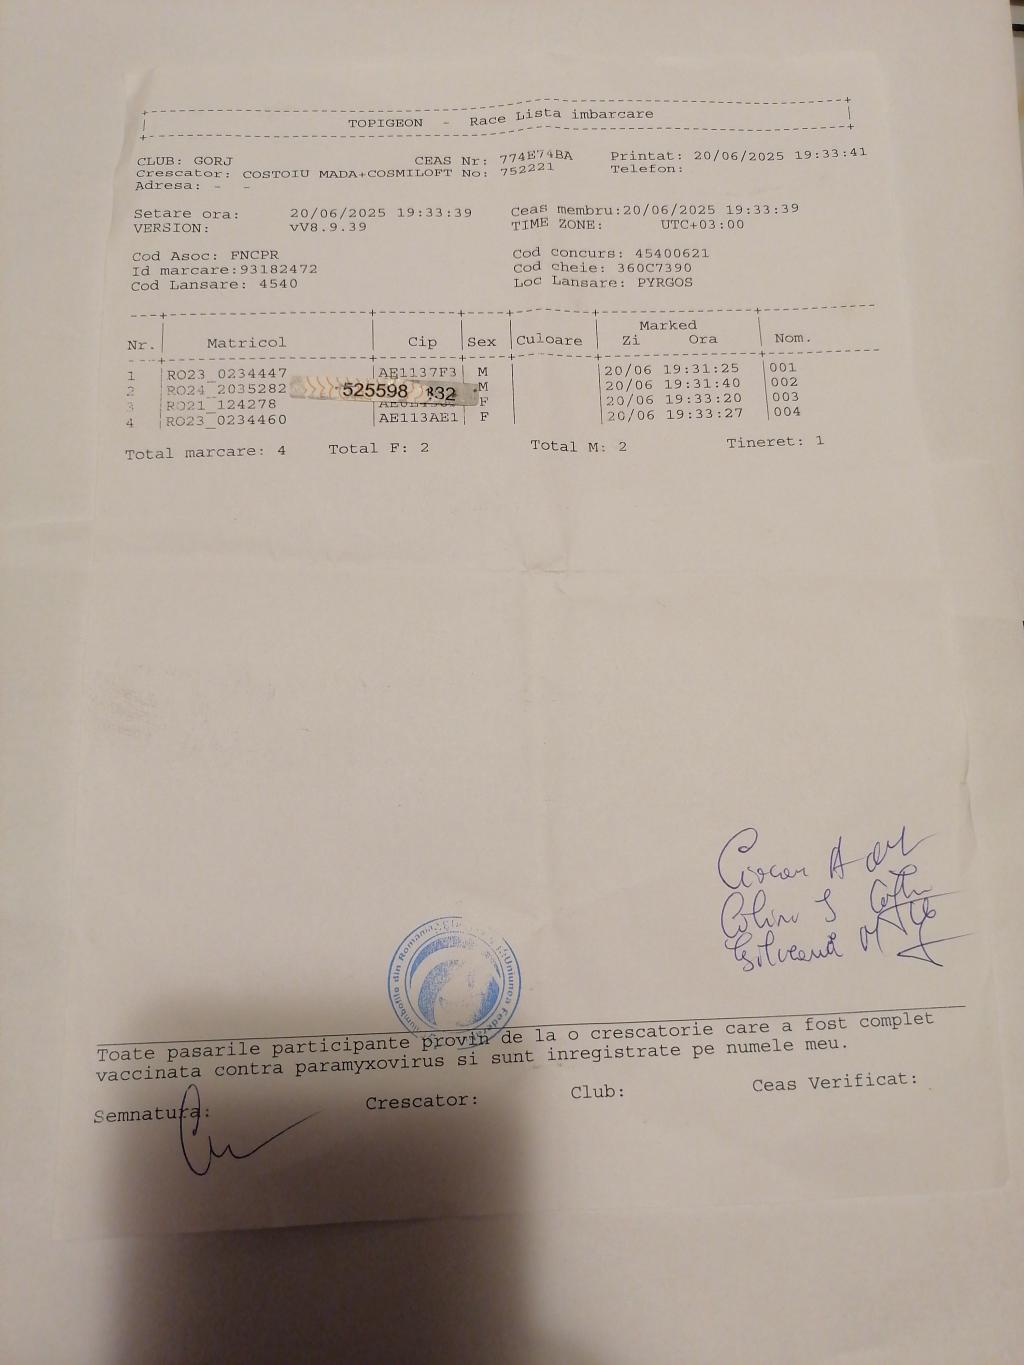 TOPIGEON - Race Lista imbarcare
CLUB: GORJ CEAS Nr: 774E74BA Printat: 20/06/2025 19:33:41
Crescator: COSTOIU MADA+COSMILOFT No: 752221 Telefon:
Adresa: - -
Setare ora: 20/06/2025 19:33:39 Ceas membru:20/06/2025 19:33:39
VERSION: vV8.9.39 TIME ZONE: UTC+03:00
Cod Asoc: FNCPR Cod concurs: 45400621
Id marcare:93182472 Cod cheie: 360C7390
Cod Lansare: 4540 Loc Lansare: PYRGOS
Marked
Nr. Matricol Cip Sex Culoare Zi Ora Nom.
1 RO23_0234447 AE1137F3 M 20/06 19:31:25 001
2 RO24_2035282 525598 M 20/06 19:31:40 002
3 RO21_124278 F 20/06 19:33:20 003
4 RO23_0234460 AE113AE1 F 20/06 19:33:27 004
Total marcare: 4 Total F: 2 Total M: 2 Tineret: 1
din Romania Uniunea
Toate pasarile participante provin de la o crescatorie care a fost complet
vaccinata contra paramyxovirus si sunt inregistrate pe numele meu.
Semnatura: Crescator: Club: Ceas Verificat: